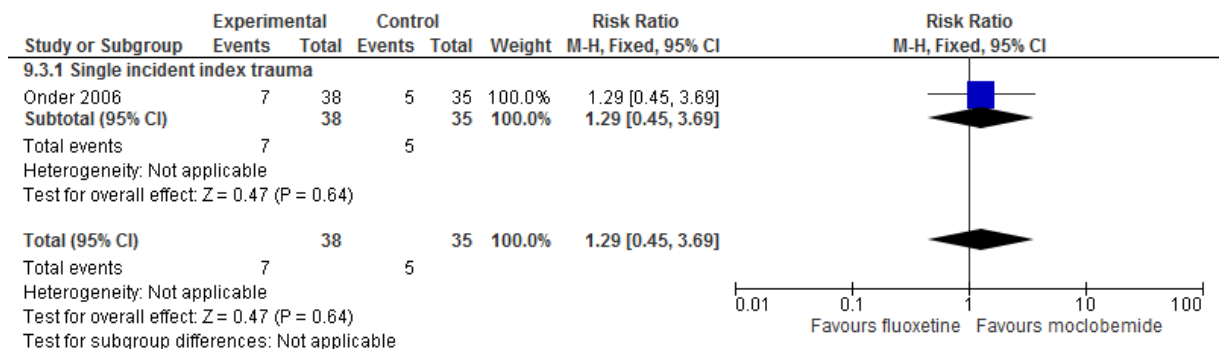 Experimental Control Risk Ratio Risk Ratio
Study or Subgroup Events Total Events Total Weight M-H, Fixed, 95% CI M-H, Fixed, 95% CI
9.3.1 Single incident index trauma
Onder 2006 7 38 5 35 100.0% 1.29 [0.45, 3.69]
Subtotal (95% CI) 38 35 100.0% 1.29 [0.45, 3.69]
Total events 7 5
Heterogeneity: Not applicable
Test for overall effect: Z = 0.47 (P = 0.64)
Total (95% CI) 38 35 100.0% 1.29 [0.45, 3.69]
Total events 7 5
Heterogeneity: Not applicable
Test for overall effect: Z = 0.47 (P = 0.64)
Test for subgroup differences: Not applicable
0.01 0.1 1 10 100
Favours fluoxetine Favours moclobemide